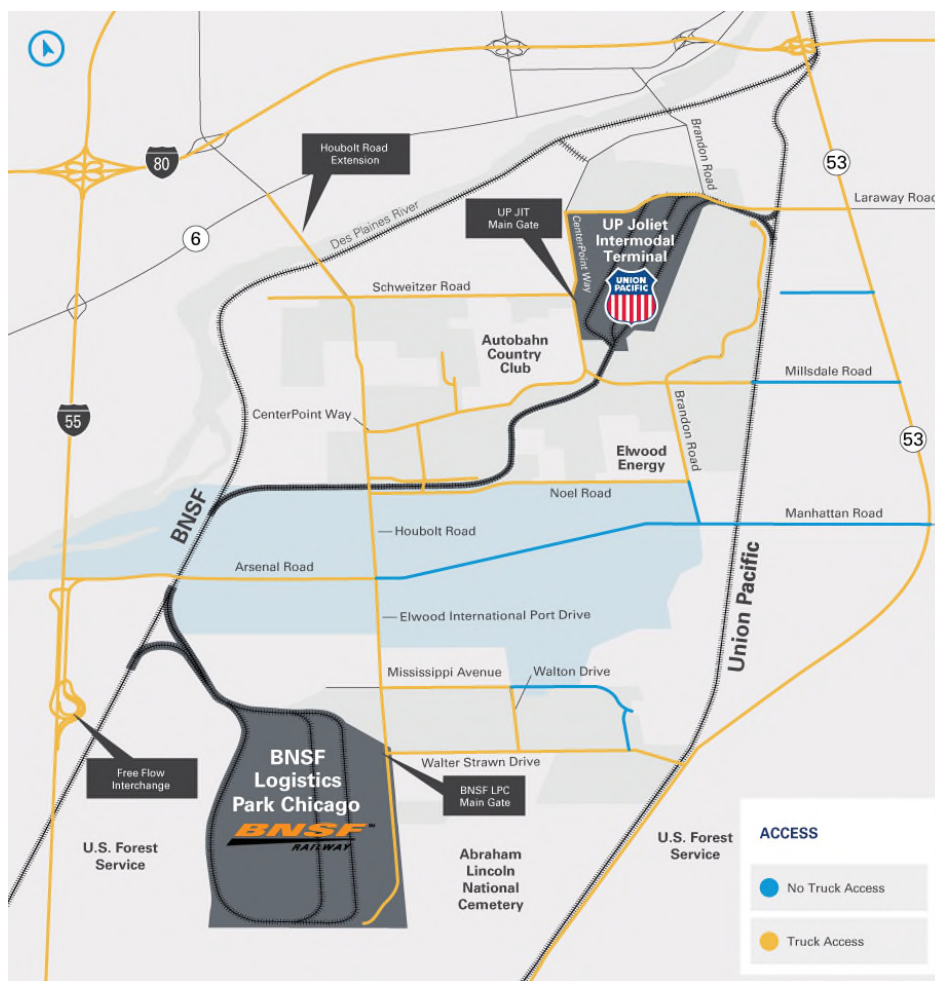 80
Houbolt Road
Extension
Brandon Road
53
Laraway Road
6
Des Plaines River
UP JIT
Main Gate
CenterPoint Way
UP Joliet
Intermodal
Terminal
UNION
PACIFIC
Schweitzer Road
Autobahn
Country
Club
Millsdale Road
55
CenterPoint Way
Brandon Road
53
Elwood
Energy
BNSF
Noel Road
Manhattan Road
Houbolt Road
Arsenal Road
Union Pacific
Elwood International Port Drive
Mississippi Avenue
Walton Drive
Free Flow
Interchange
BNSF
Logistics
Park Chicago
BNSF
RAILWAY
Walter Strawn Drive
BNSF LPC
Main Gate
U.S. Forest
Service
Abraham
Lincoln
National
Cemetery
U.S. Forest
Service
ACCESS
No Truck Access
Truck Access